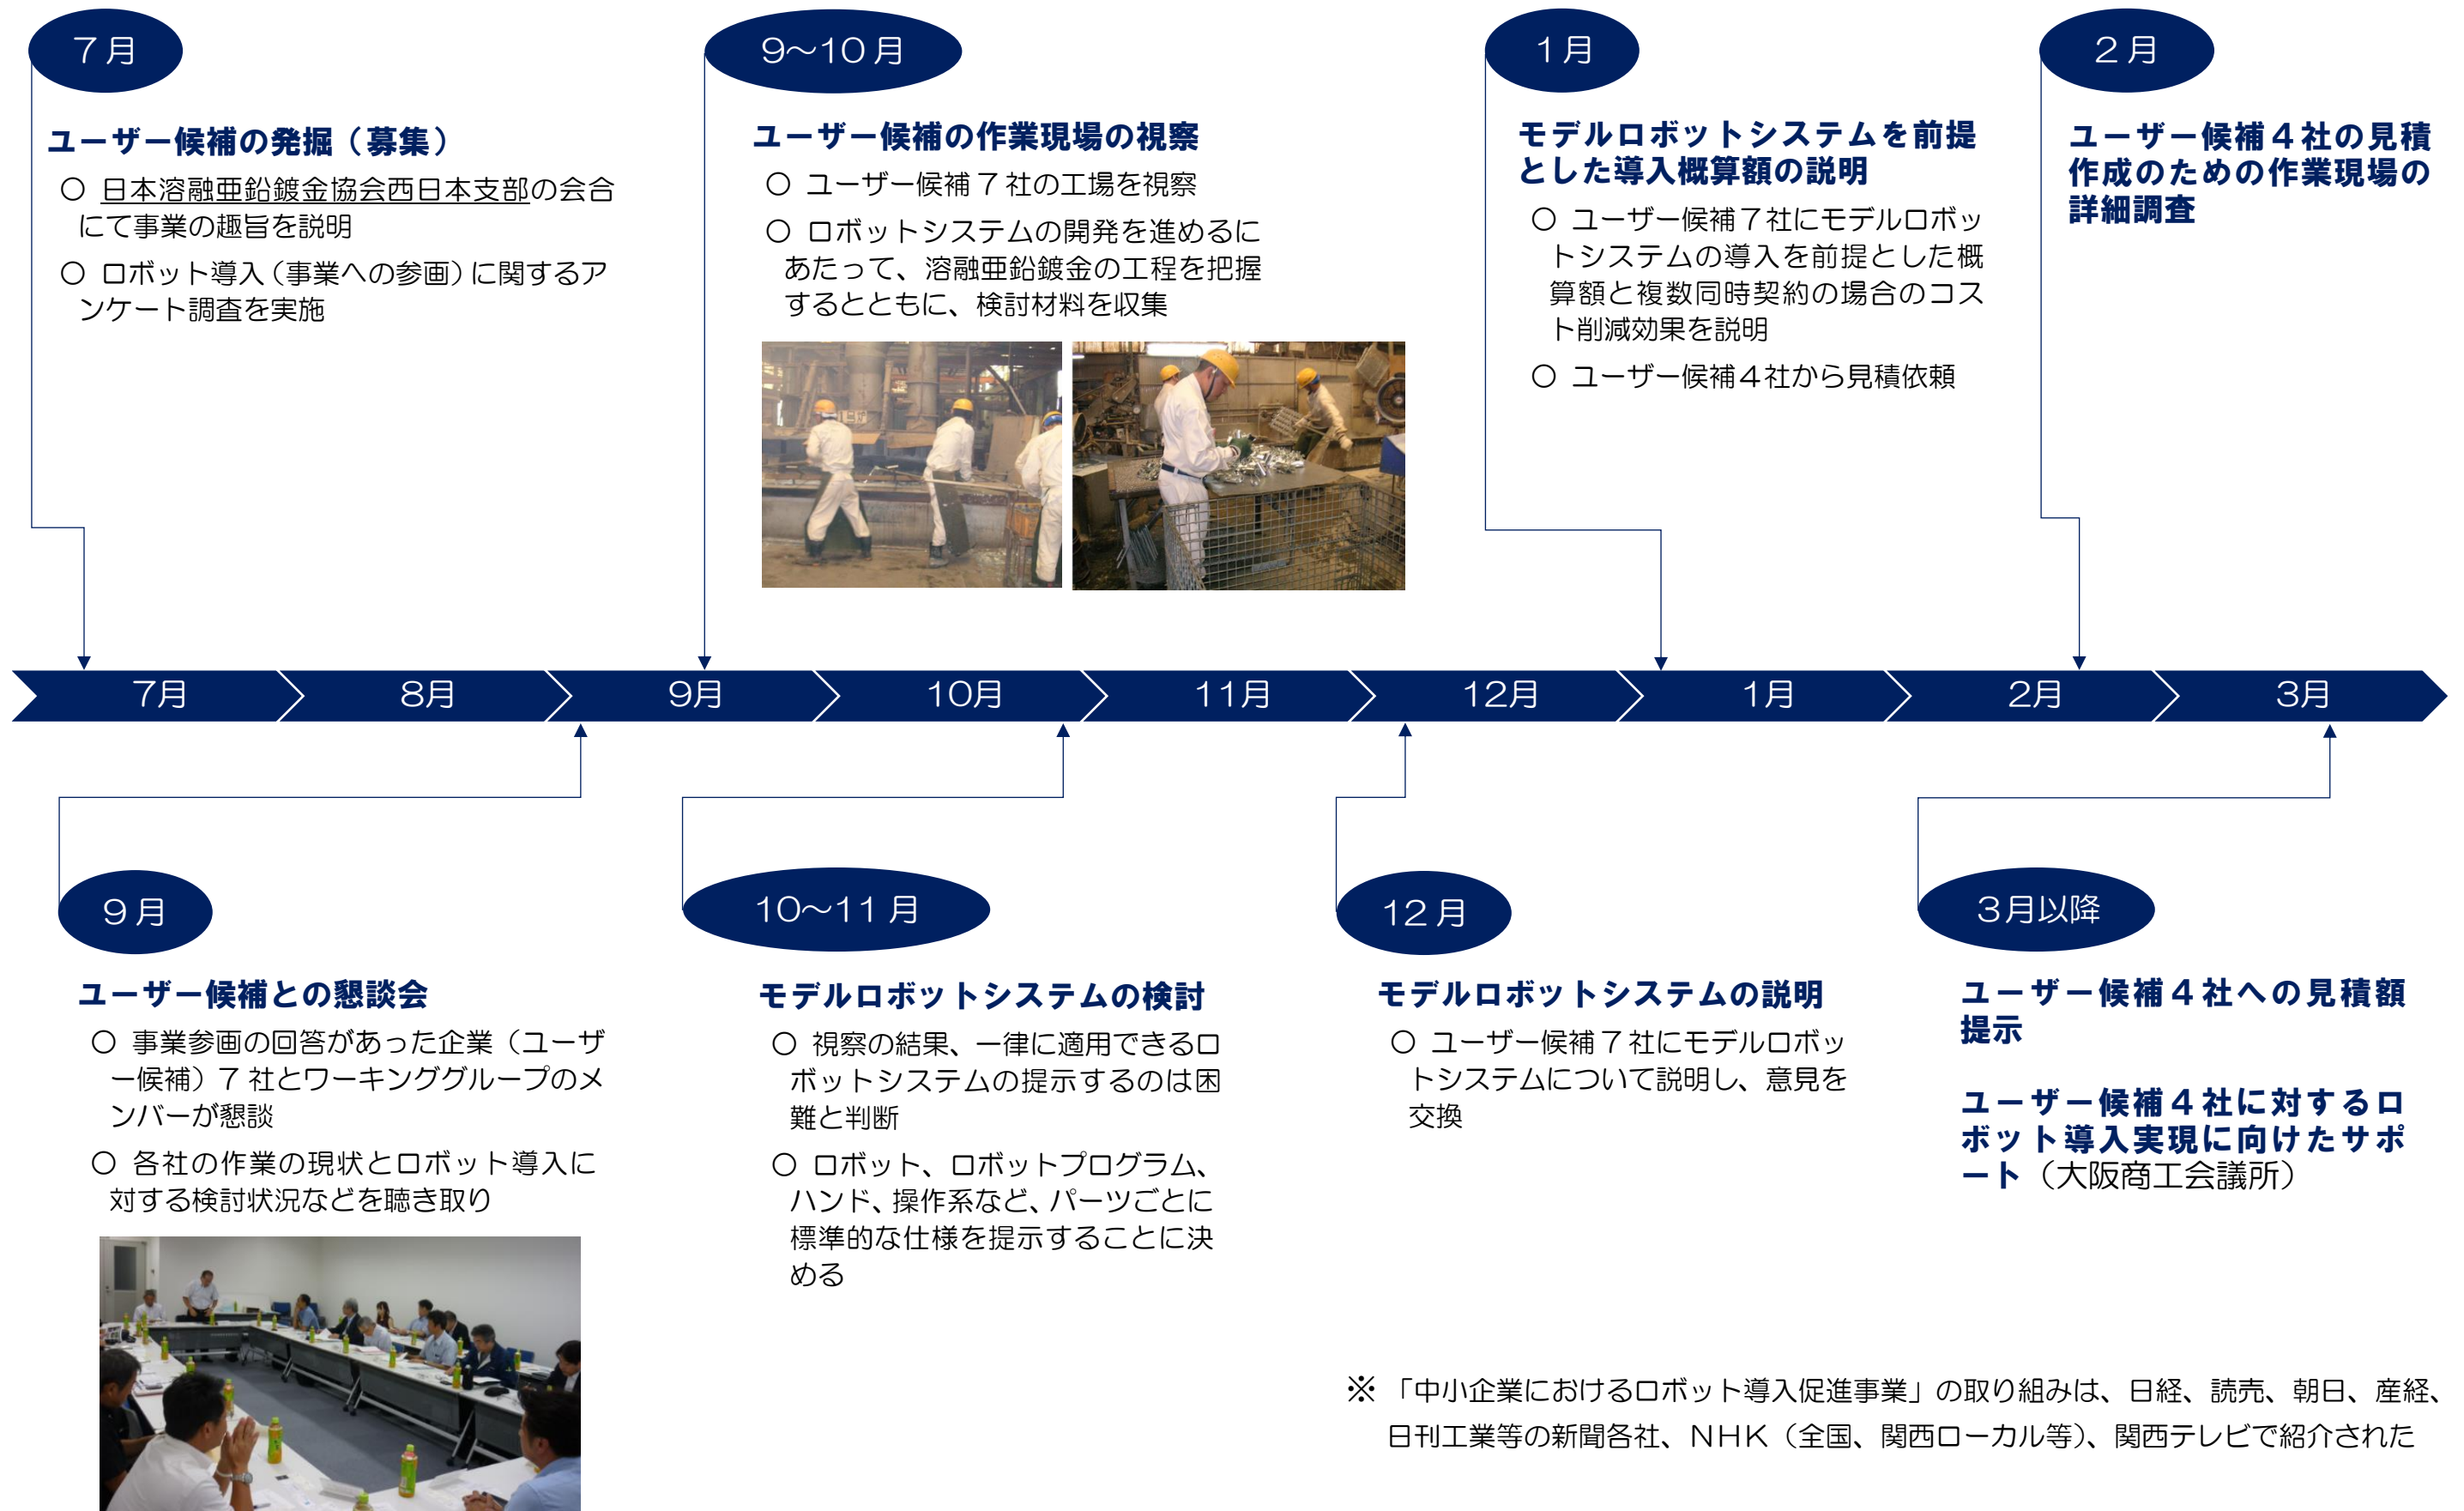 7月
ユーザー候補の発掘（募集）
○ 日本溶融亜鉛鍍金協会西日本支部の会合
にて事業の趣旨を説明
○ ロボット導入（事業への参画）に関するア
ンケート調査を実施
9～10月
ユーザー候補の作業現場の視察
○ ユーザー候補7社の工場を視察
○ ロボットシステムの開発を進めるに
あたって、溶融亜鉛鍍金の工程を把握
するとともに、検討材料を収集
1月
モデルロボットシステムを前提
とした導入概算額の説明
○ ユーザー候補7社にモデルロボッ
トシステムの導入を前提とした概
算額と複数同時契約の場合のコス
ト削減効果を説明
○ ユーザー候補4社から見積依頼
2月
ユーザー候補4社の見積
作成のための作業現場の
詳細調査
7月 8月 9月 10月 11月 12月 1月 2月 3月
9月
ユーザー候補との懇談会
○ 事業参画の回答があった企業（ユーザ
ー候補）7社とワーキンググループのメ
ンバーが懇談
○ 各社の作業の現状とロボット導入に
対する検討状況などを聴き取り
10～11月
モデルロボットシステムの検討
○ 視察の結果、一律に適用できるロ
ボットシステムの提示するのは困
難と判断
○ ロボット、ロボットプログラム、
ハンド、操作系など、パーツごとに
標準的な仕様を提示することに決
める
12月
モデルロボットシステムの説明
○ ユーザー候補7社にモデルロボッ
トシステムについて説明し、意見を
交換
3月以降
ユーザー候補4社への見積額
提示
ユーザー候補4社に対するロ
ボット導入実現に向けたサポ
ート（大阪商工会議所）
※ 「中小企業におけるロボット導入促進事業」の取り組みは、日経、読売、朝日、産経、
日刊工業等の新聞各社、NHK（全国、関西ローカル等）、関西テレビで紹介された